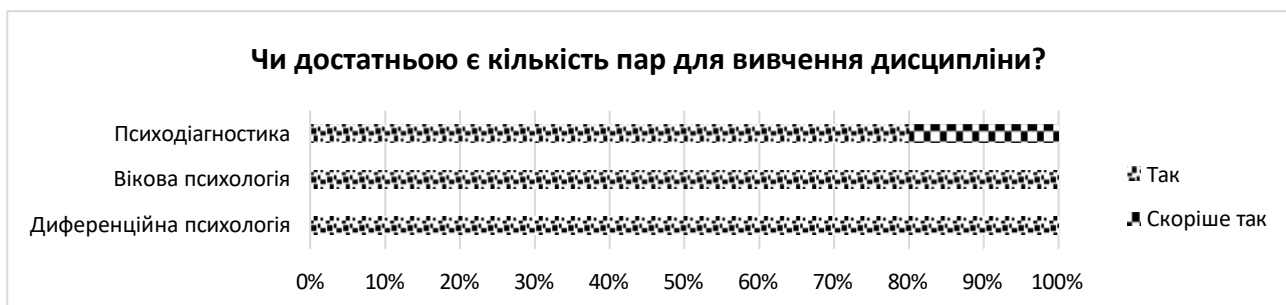 Чи достатньою є кількість пар для вивчення дисципліни?
Психодіагностика
Вікова психологія
Диференційна психологія
Так
Скоріше так
0% 10% 20% 30% 40% 50% 60% 70% 80% 90% 100%